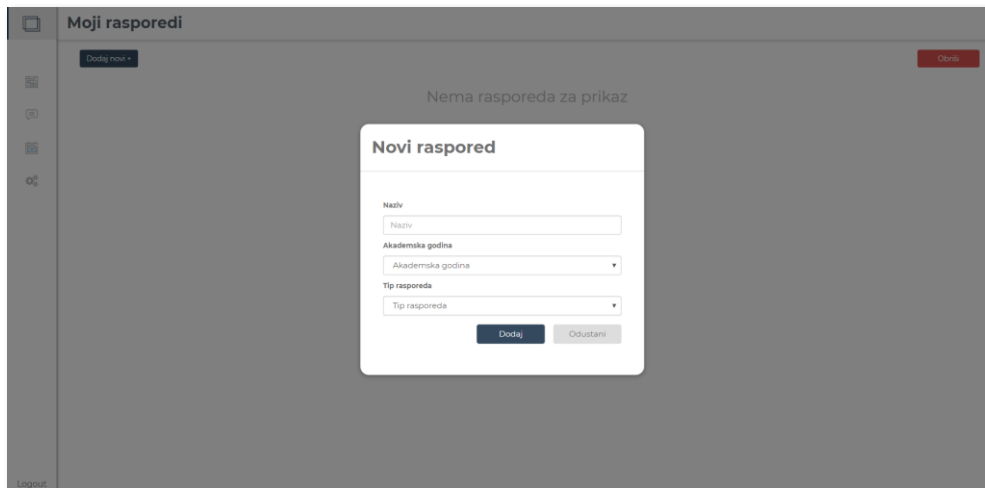 Moji rasporedi
Dodaj novi +
Obriši
Nema rasporeda za prikaz
Novi raspored
Naziv
Naziv
Akademska godina
Akademska godina
Tip rasporeda
Tip rasporeda
Dodaj
Odustani
Logout